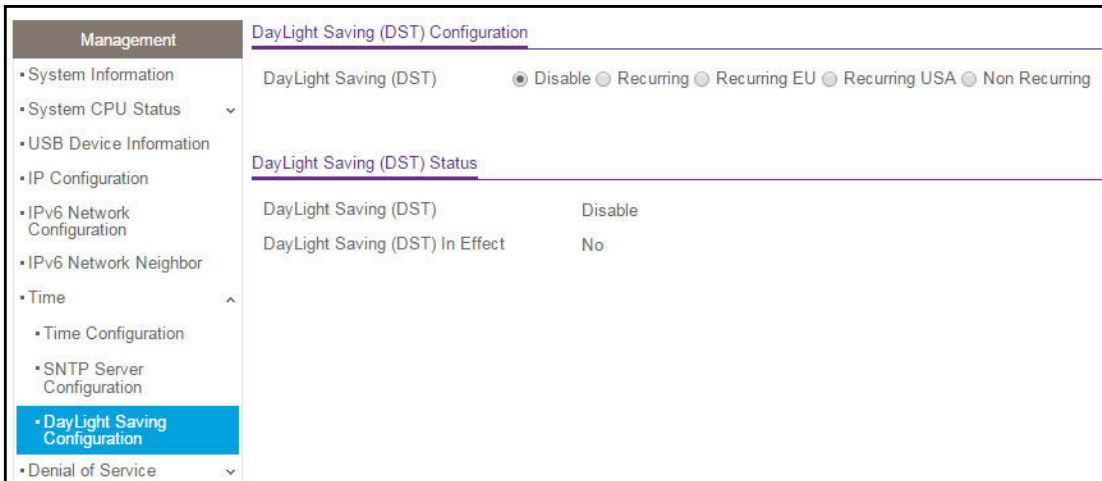 Management
System Information
System CPU Status
USB Device Information
IP Configuration
IPv6 Network
Configuration
IPv6 Network Neighbor
Time
Time Configuration
SNTP Server
Configuration
DayLight Saving
Configuration
Denial of Service
DayLight Saving (DST) Configuration
DayLight Saving (DST) Disable Recurring Recurring EU Recurring USA Non Recurring
DayLight Saving (DST) Status
DayLight Saving (DST) Disable
DayLight Saving (DST) In Effect No